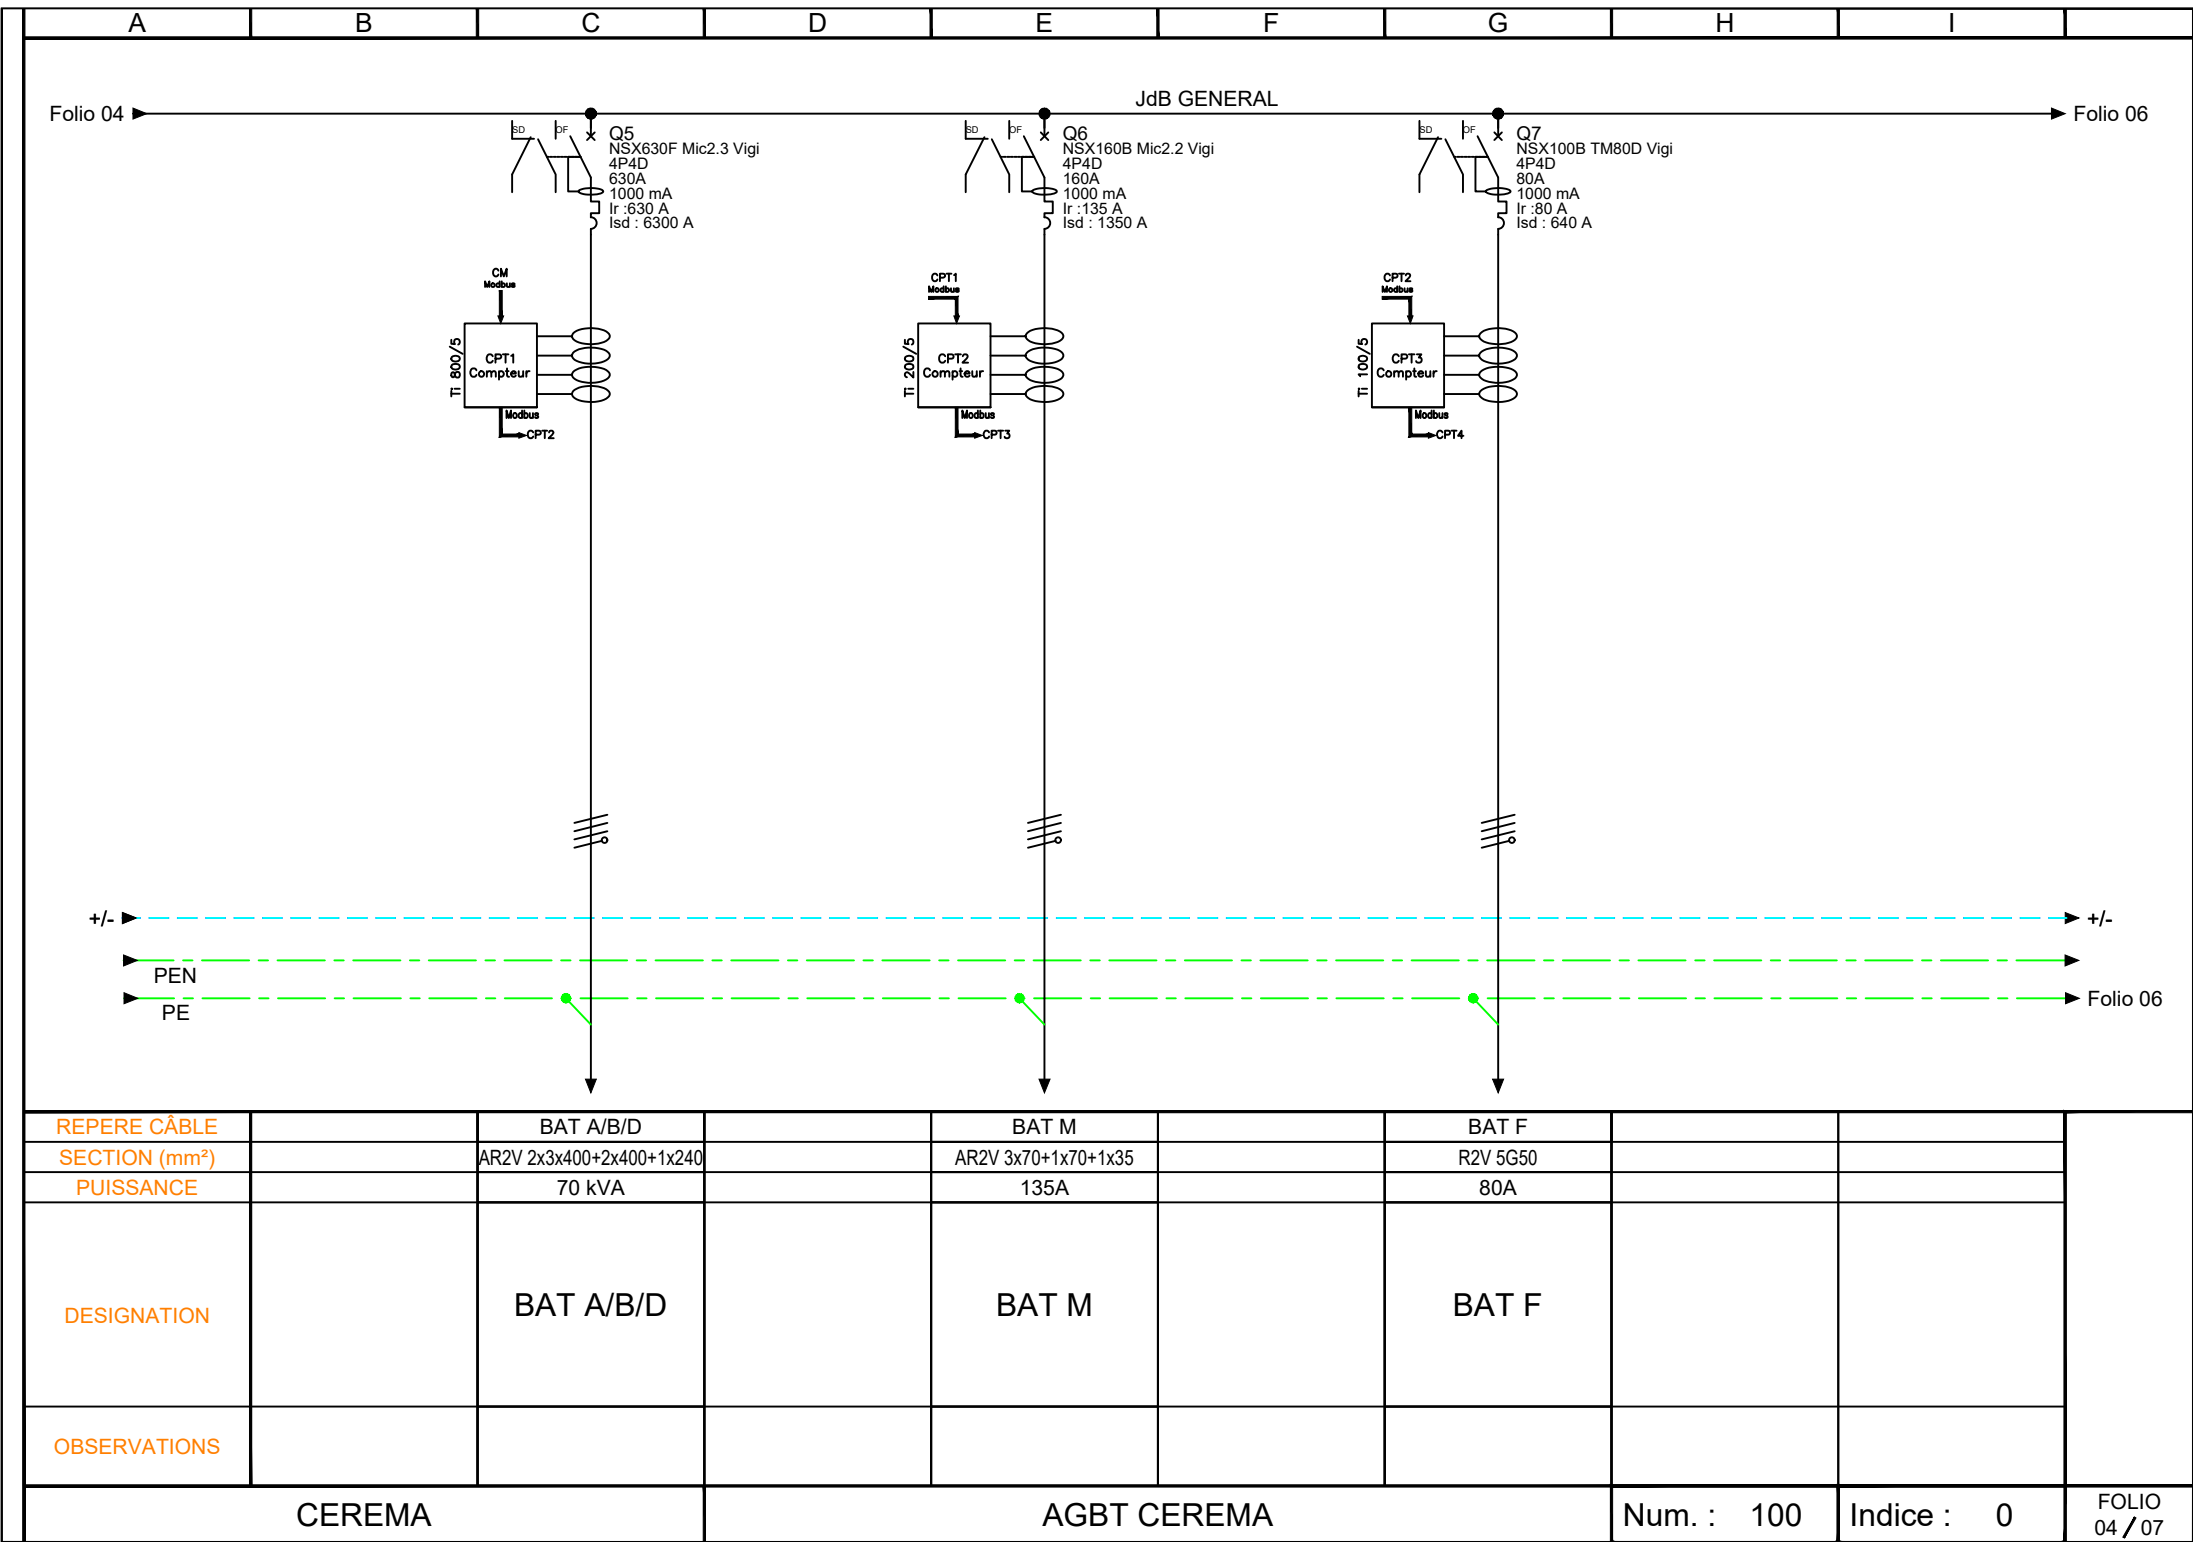 A B C D E F G H I
JdB GENERAL
Folio 04
Folio 06
SD OF Q5
NSX630F Mic2.3 Vigi
4P4D
630A
1000 mA
Ir :630 A
Isd : 6300 A
SD OF Q6
NSX160B Mic2.2 Vigi
4P4D
160A
1000 mA
Ir :135 A
Isd : 1350 A
SD OF Q7
NSX100B TM80D Vigi
4P4D
80A
1000 mA
Ir :80 A
Isd : 640 A
CM
Modbus
Ti 800/5
CPT1
Compteur
Modbus
CPT2
CPT1
Modbus
Ti 200/5
CPT2
Compteur
Modbus
CPT3
CPT2
Modbus
Ti 100/5
CPT3
Compteur
Modbus
CPT4
+/- +/-
PEN
PE
Folio 06
REPERE CÂBLE BAT A/B/D BAT M BAT F
SECTION (mm²) AR2V 2x3x400+2x400+1x240 AR2V 3x70+1x70+1x35 R2V 5G50
PUISSANCE 70 kVA 135A 80A
DESIGNATION BAT A/B/D BAT M BAT F
OBSERVATIONS
CEREMA AGBT CEREMA Num. : 100 Indice : 0
FOLIO
04 / 07